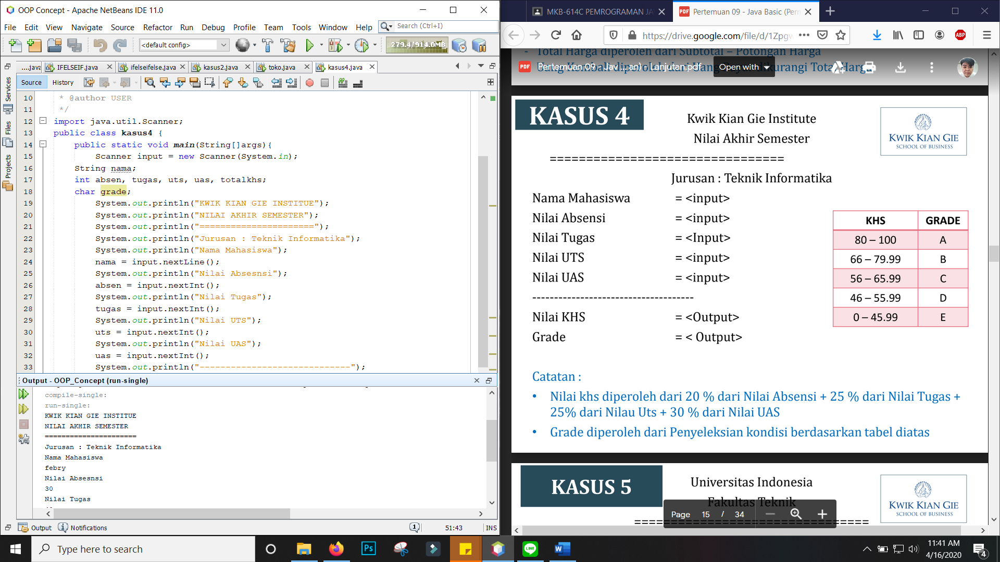 OOP Concept - Apache NetBeans IDE 11.0
File Edit View Navigate Source Refactor Run Debug Profile Team Tools Window Help
Search (Ctrl+I)
<default config>
279.4/914.0MB
....java IFELSEIF.java ifelseifelse.java kasus2.java toko.java kasus4.java
Source History
Services
Files
Projects
10 * @author USER
11 */
12 import java.util.Scanner;
13 public class kasus4 {
14 public static void main(String[]args){
15 Scanner input = new Scanner(System.in);
16 String nama;
17 int absen, tugas, uts, uas, totalkhs;
18 char grade;
19 System.out.println("KWIK KIAN GIE INSTITUE");
20 System.out.println("NILAI AKHIR SEMESTER");
21 System.out.println("======================");
22 System.out.println("Jurusan : Teknik Informatika");
23 System.out.println("Nama Mahasiswa");
24 nama = input.nextLine();
25 System.out.println("Nilai Absesnsi");
26 absen = input.nextInt();
27 System.out.println("Nilai Tugas");
28 tugas = input.nextInt();
29 System.out.println("Nilai UTS");
30 uts = input.nextInt();
31 System.out.println("Nilai UAS");
32 uas = input.nextInt();
33 System.out.println("-----------------------------");
Output - OOP_Concept (run-single)
compile-single:
run-single:
KWIK KIAN GIE INSTITUE
NILAI AKHIR SEMESTER
======================
Jurusan : Teknik Informatika
Nama Mahasiswa
febry
Nilai Absesnsi
30
Nilai Tugas
Output Notifications 1 51:43 INS
MKB-614C PEMROGRAMAN JA
PDF Pertemuan 09 - Java Basic (Pem
https://drive.google.com/file/d/1Zpgw
ABP
- Total Harga diperoleh dari Subtotal – Potongan Harga
PDF Pertemuan 09 - Jav ... an) - Lanjutan.pdf Open with
KASUS 4
Kwik Kian Gie Institute
Nilai Akhir Semester
================================
KWIK KIAN GIE
SCHOOL OF BUSINESS
Jurusan : Teknik Informatika
Nama Mahasiswa = <input>
Nilai Absensi = <input>
Nilai Tugas = <Input>
Nilai UTS = <input>
Nilai UAS = <input>
-------------------------------------
Nilai KHS = <Output>
Grade = < Output>
KHS GRADE
80 – 100 A
66 – 79.99 B
56 – 65.99 C
46 – 55.99 D
0 – 45.99 E
Catatan :
• Nilai khs diperoleh dari 20 % dari Nilai Absensi + 25 % dari Nilai Tugas +
25% dari Nilau Uts + 30 % dari Nilai UAS
• Grade diperoleh dari Penyeleksian kondisi berdasarkan tabel diatas
KASUS 5
Universitas Indonesia
Fakultas Teknik
================================
KWIK KIAN GIE
SCHOOL OF BUSINESS
Page 15 / 34
Type here to search
Ps
LINE
W
11:41 AM
4/16/2020
4